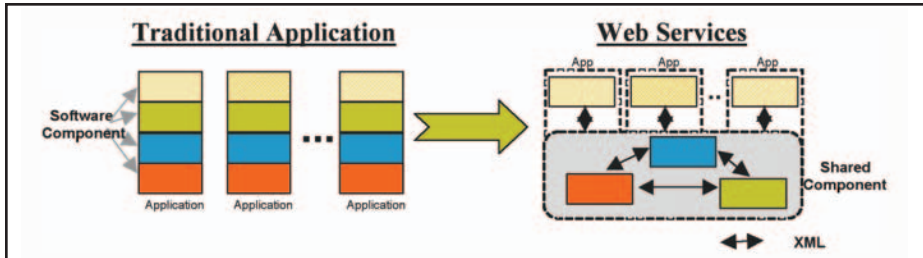 Traditional Application
Web Services
App
App
App
Software
Component
Shared
Component
Application
Application
Application
XML